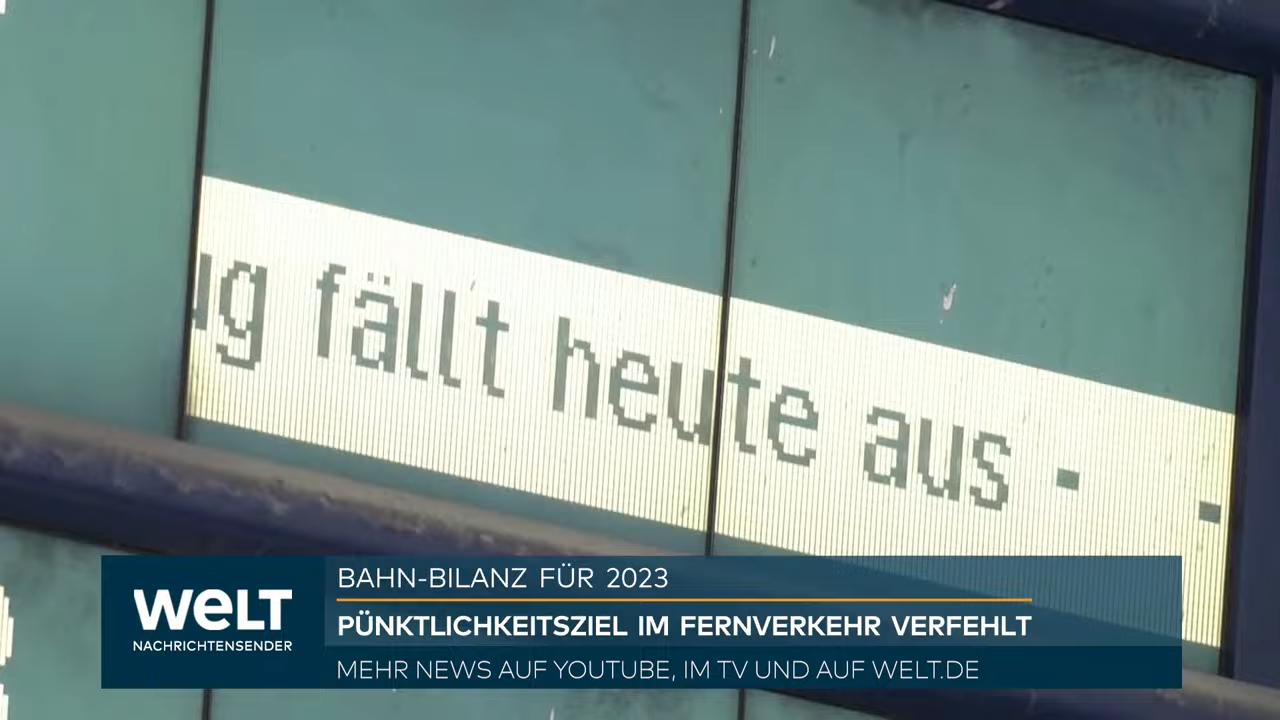 ug fällt heute aus - -
WELT
NACHRICHTENSENDER
BAHN-BILANZ FÜR 2023
PÜNKTLICHKEITSZIEL IM FERNVERKEHR VERFEHLT
MEHR NEWS AUF YOUTUBE, IM TV UND AUF WELT.DE